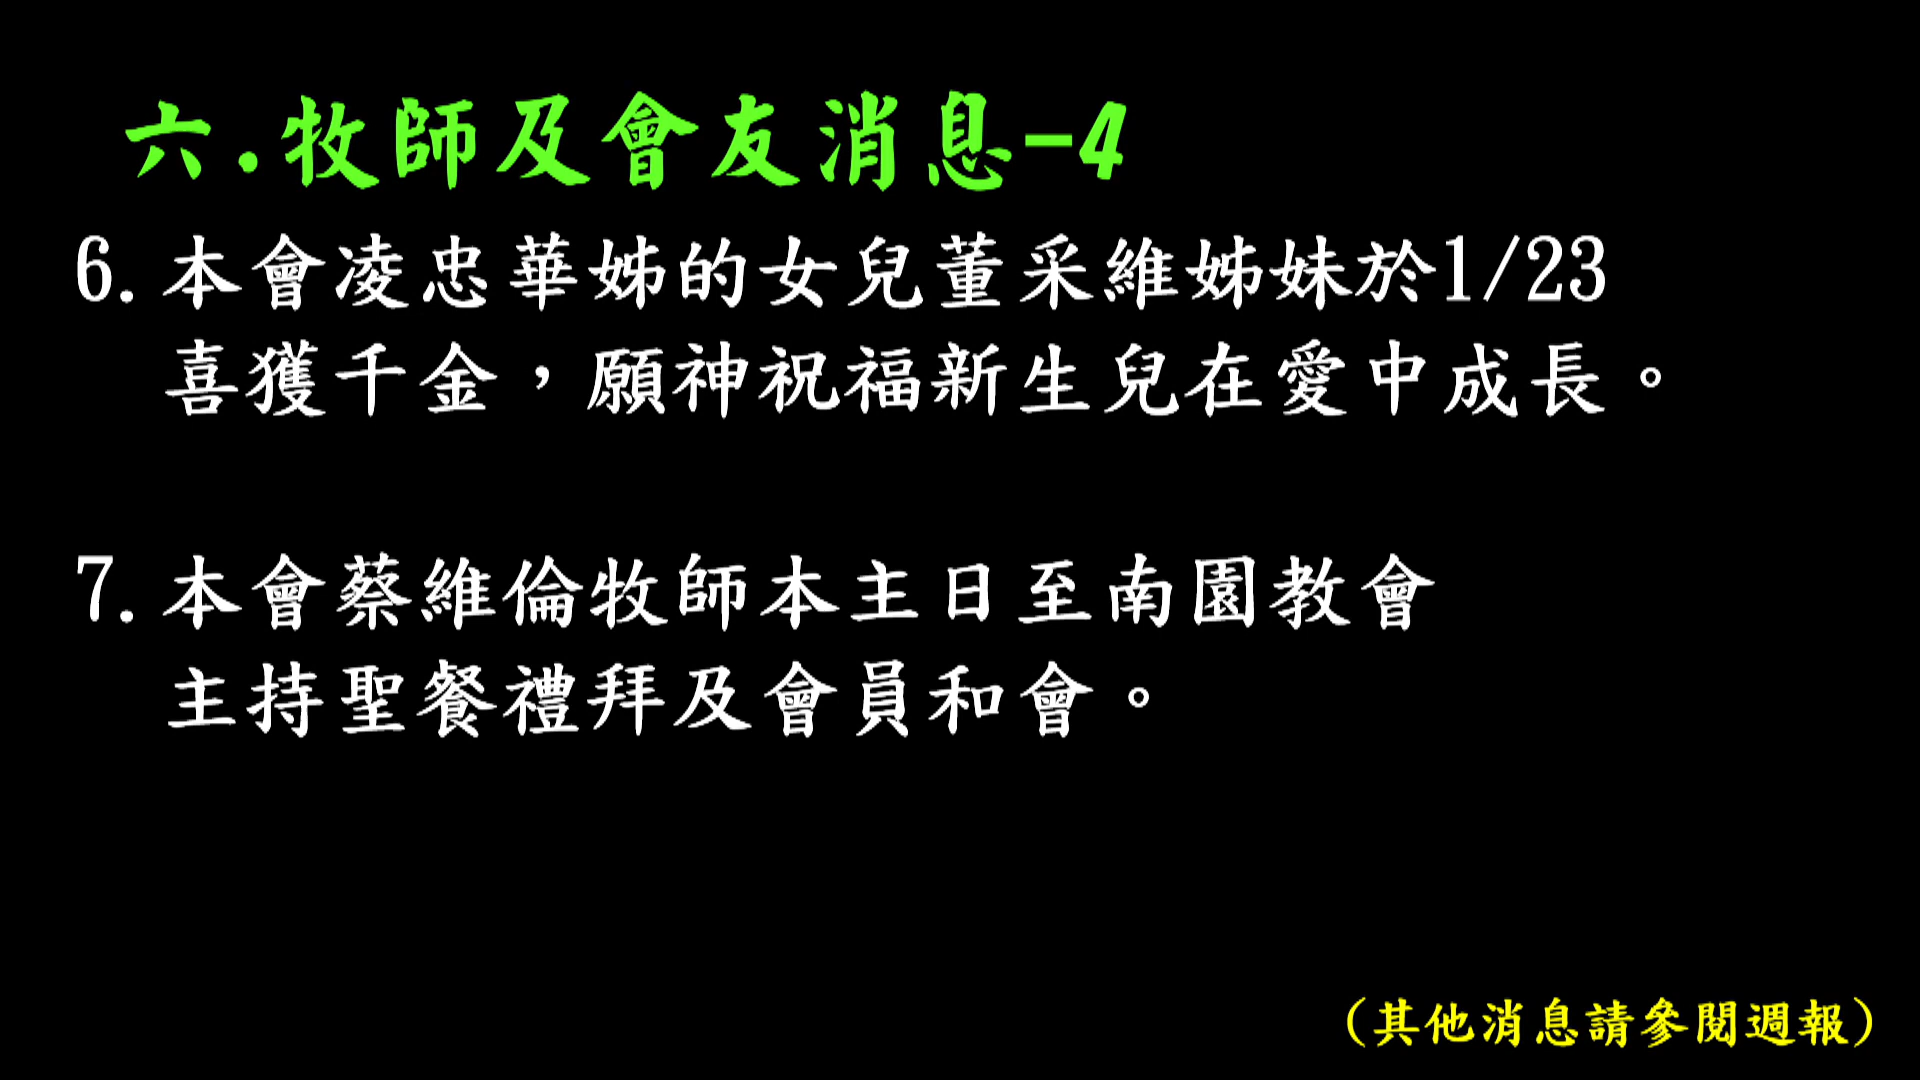 六.牧師及會友消息-4
6.本會凌忠華姊的女兒董采維姊妹於1/23
喜獲千金，願神祝福新生兒在愛中成長。
7.本會蔡維倫牧師本主日至南園教會
主持聖餐禮拜及會員和會。
(其他消息請參閱週報)